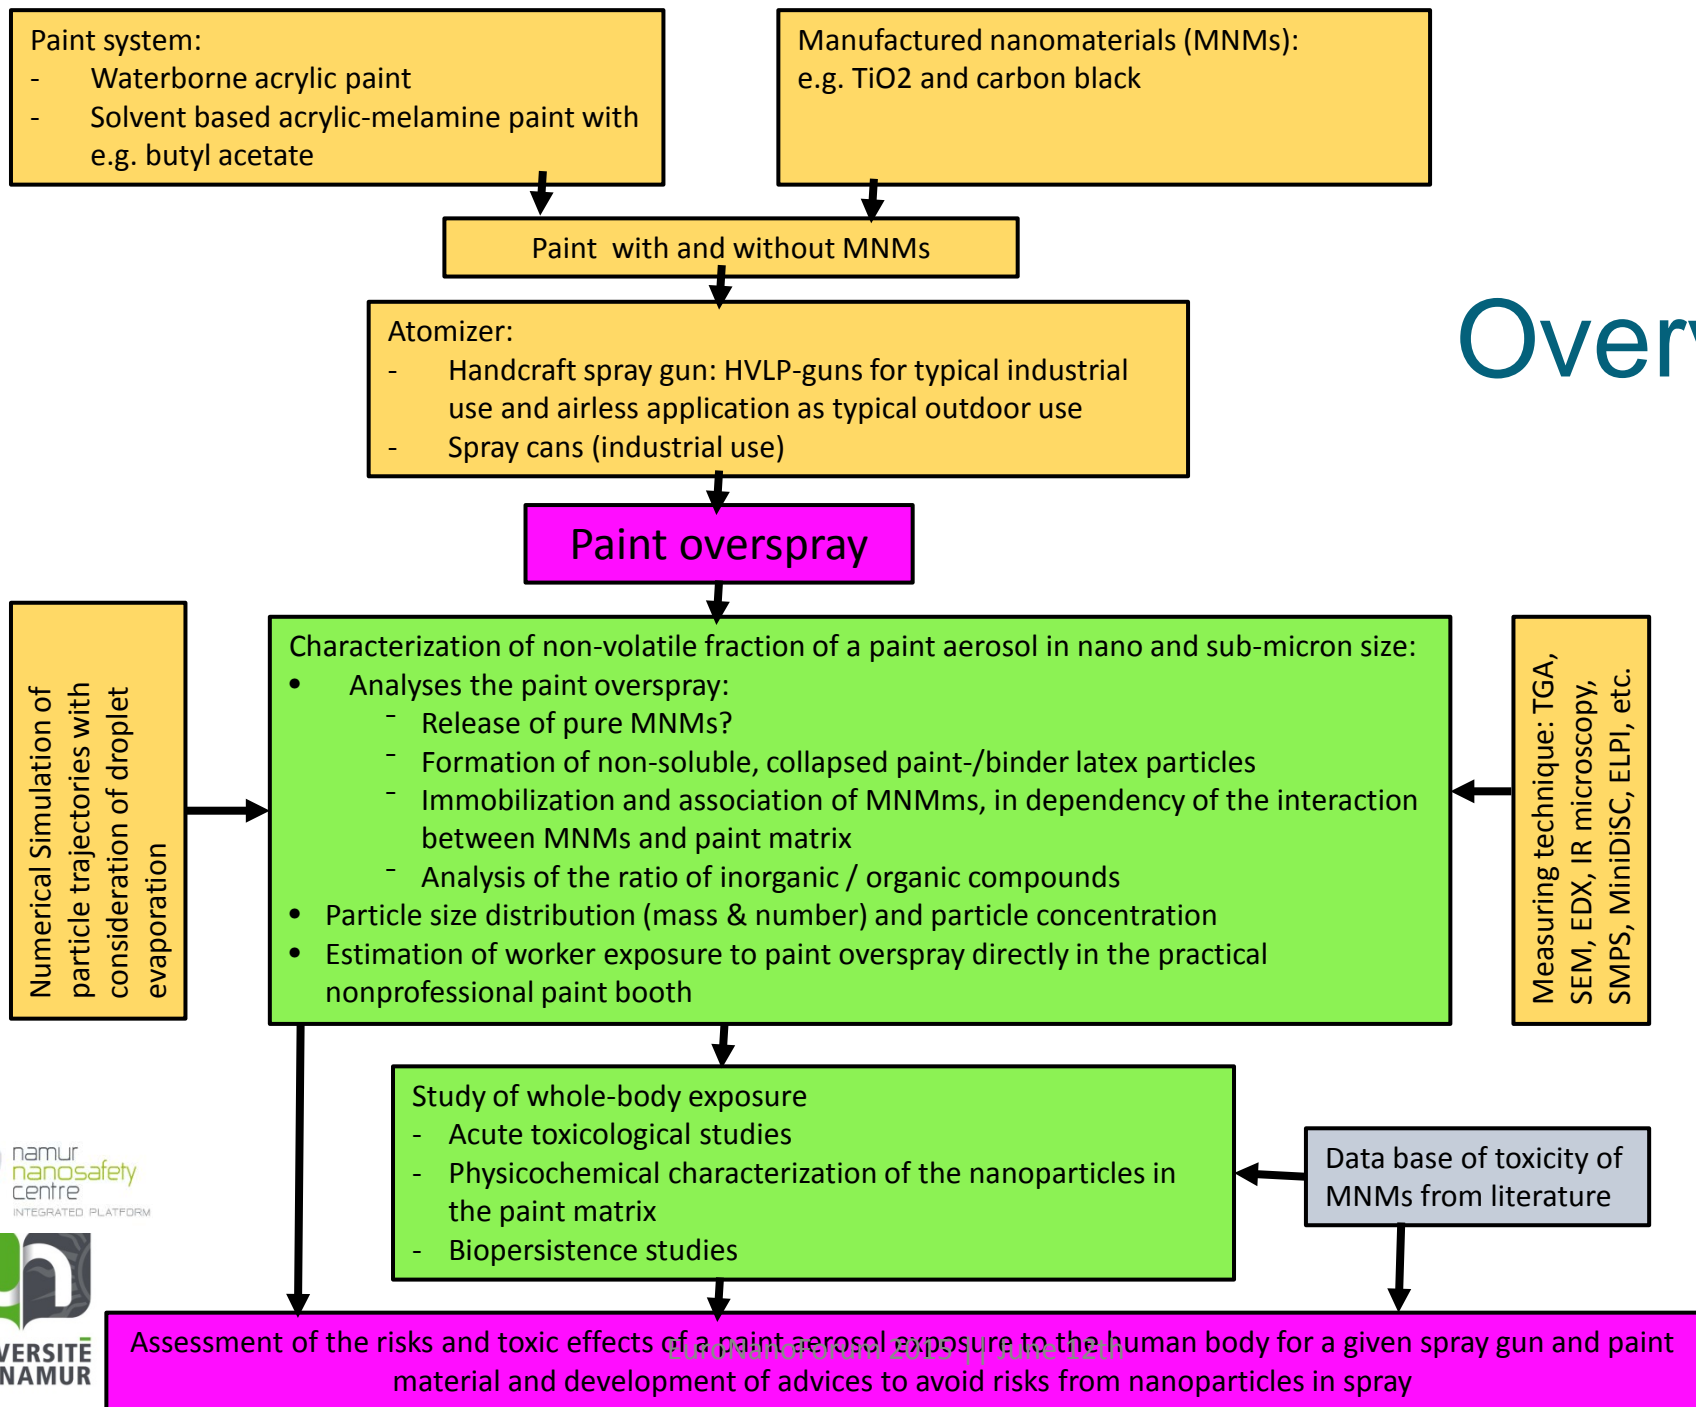 Paint system:
- Waterborne acrylic paint
- Solvent based acrylic-melamine paint with
e.g. butyl acetate
Manufactured nanomaterials (MNMs):
e.g. TiO2 and carbon black
Paint with and without MNMs
Atomizer:
- Handcraft spray gun: HVLP-guns for typical industrial
use and airless application as typical outdoor use
- Spray cans (industrial use)
Overv
Paint overspray
Numerical Simulation of
particle trajectories with
consideration of droplet
evaporation
Characterization of non-volatile fraction of a paint aerosol in nano and sub-micron size:
• Analyses the paint overspray:
- Release of pure MNMs?
- Formation of non-soluble, collapsed paint-/binder latex particles
- Immobilization and association of MNMms, in dependency of the interaction
between MNMs and paint matrix
- Analysis of the ratio of inorganic / organic compounds
• Particle size distribution (mass & number) and particle concentration
• Estimation of worker exposure to paint overspray directly in the practical
nonprofessional paint booth
Measuring technique: TGA,
SEM, EDX, IR microscopy,
SMPS, MiniDiSC, ELPI, etc.
Study of whole-body exposure
- Acute toxicological studies
- Physicochemical characterization of the nanoparticles in
the paint matrix
- Biopersistence studies
Data base of toxicity of
MNMs from literature
namur
nanosafety
centre
INTEGRATED PLATFORM
VERSITE
NAMUR
Assessment of the risks and toxic effects of a paint aerosol exposure to the human body for a given spray gun and paint
material and development of advices to avoid risks from nanoparticles in spray
EuroNanoForum 2015 || June 12th